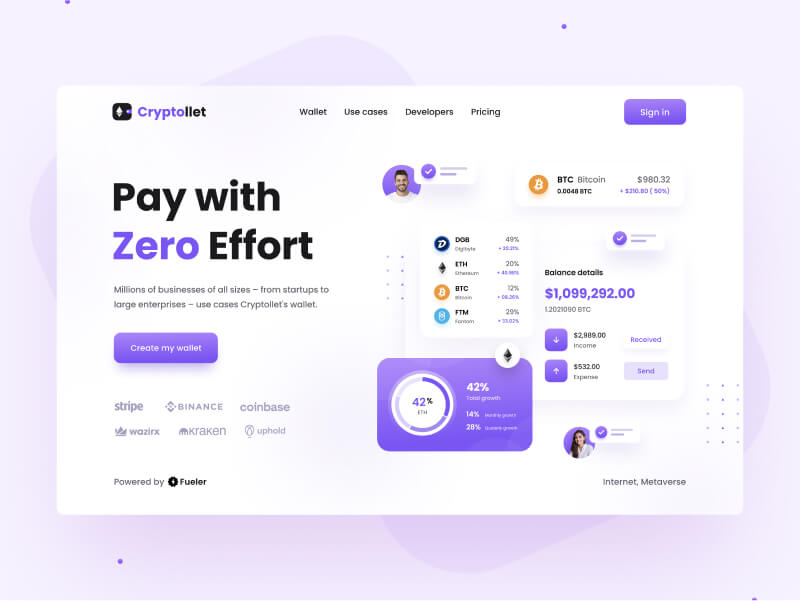 Cryptollet
Wallet
Use cases
Developers
Pricing
Sign in
Pay with
Zero Effort
Millions of businesses of all sizes – from startups to
large enterprises – use cases Cryptollet's wallet.
Create my wallet
stripe
BINANCE
coinbase
wazirx
kraken
uphold
Powered by Fueler
BTC Bitcoin $980.32
0.0048 BTC + $210.80 ( 50%)
DGB 49%
Digibyte + 20.21%
ETH 20%
Ethereum + 40.98%
BTC 12%
Bitcoin + 08.26%
FTM 29%
Fantom + 33.02%
Balance details
$1,099,292.00
1.2021090 BTC
$2,989.00
Income
Received
$532.00
Expense
Send
42%
ETH
42%
Total growth
14% Monthly growth
28% growth
Internet, Metaverse